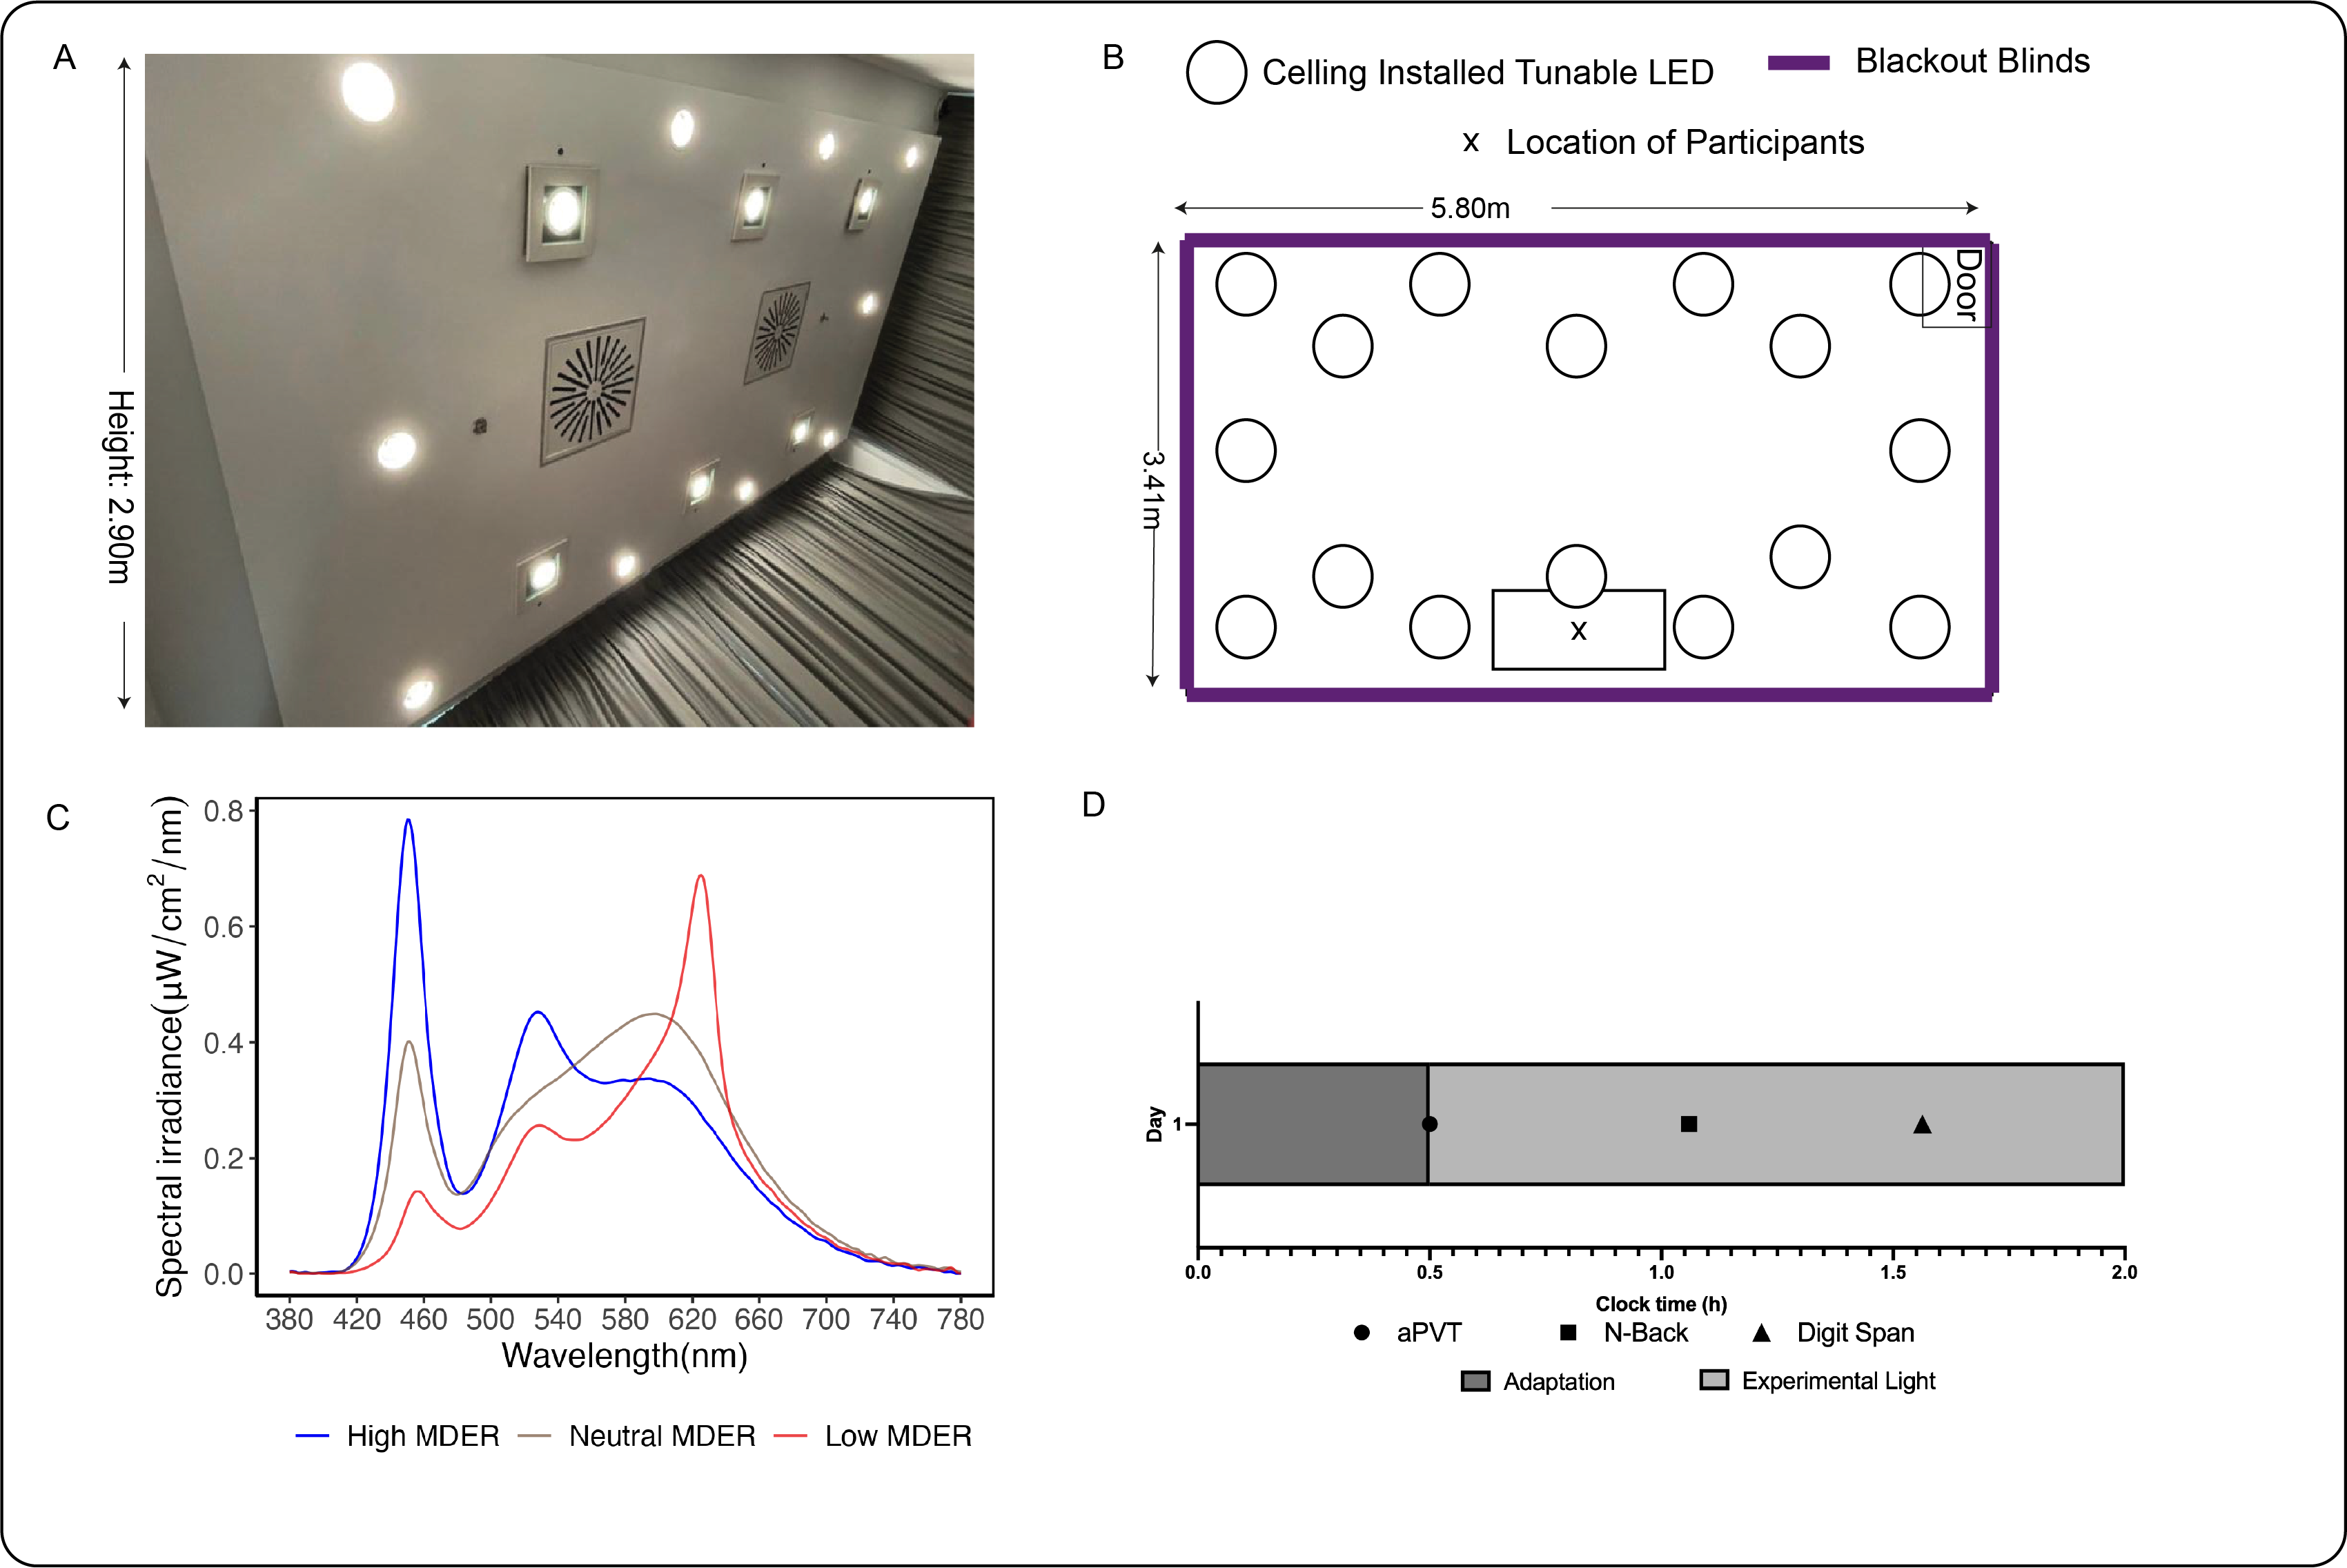 A
Height: 2.90m
B
Celling Installed Tunable LED
Blackout Blinds
x Location of Participants
5.80m
Door
3.41m
x
C
Spectral irradiance(µW/cm²/nm)
0.8
0.6
0.4
0.2
0.0
380 420 460 500 540 580 620 660 700 740 780
Wavelength(nm)
High MDER Neutral MDER Low MDER
D
Day
1
0.0 0.5 1.0 1.5 2.0
Clock time (h)
aPVT N-Back Digit Span
Adaptation Experimental Light